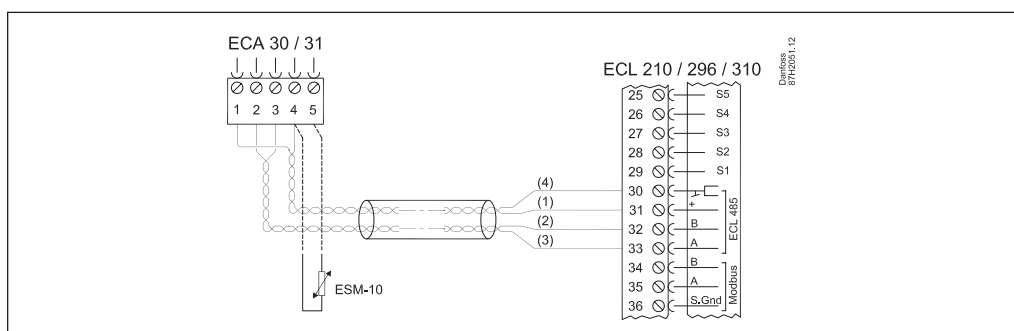 ECA 30 / 31
1 2 3 4 5
ESM-10
(4)
(1)
(2)
(3)
ECL 210 / 296 / 310
25 S5
26 S4
27 S3
28 S2
29 S1
30
31 +
32 B
33 A
34 B
35 A
36 S.Gnd
ECL 485
Modbus
Danfoss
87H2051.12